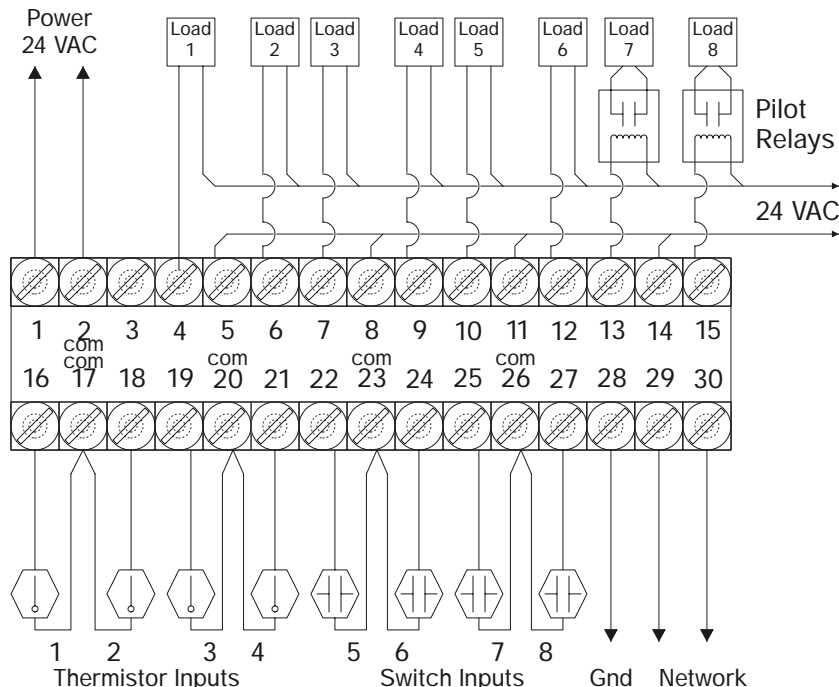 Power
24 VAC
Load
1
Load
2
Load
3
Load
4
Load
5
Load
6
Load
7
Load
8
Pilot
Relays
24 VAC
1 2 3 4 5 6 7 8 9 10 11 12 13 14 15
com
com com com com
16 17 18 19 20 21 22 23 24 25 26 27 28 29 30
1 2 3 4 5 6 7 8
Thermistor Inputs Switch Inputs Gnd Network